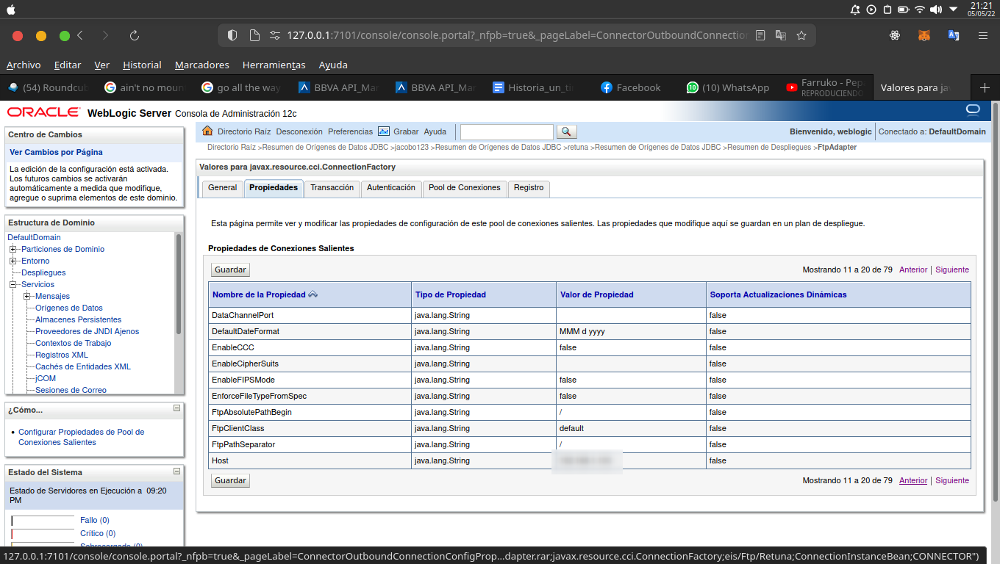 21:21
05/05/22
127.0.0.1:7101/console/console.portal?_nfpb=true&_pageLabel=ConnectorOutboundConnection
Archivo Editar Ver Historial Marcadores Herramientas Ayuda
(54) Roundcub
ain't no moun
go all the way
BBVA API_Mar
BBVA API_Mar
Historia_un_ti
Facebook
(10) WhatsApp
Farruko - Pep
REPRODUCIENDO
Valores para jav
ORACLE WebLogic Server Consola de Administración 12c
Centro de Cambios
Ver Cambios por Página
La edición de la configuración está activada.
Los futuros cambios se activarán
automáticamente a medida que modifique,
agregue o suprima elementos de este dominio.
Estructura de Dominio
DefaultDomain
Particiones de Dominio
Entorno
Despliegues
Servicios
Mensajes
Orígenes de Datos
Almacenes Persistentes
Proveedores de JNDI Ajenos
Contextos de Trabajo
Registros XML
Cachés de Entidades XML
jCOM
Sesiones de Correo
¿Cómo...
Configurar Propiedades de Pool de
Conexiones Salientes
Estado del Sistema
Estado de Servidores en Ejecución a 09:20
PM
Fallo (0)
Crítico (0)
Sobrecargado (0)
Directorio Raíz Desconexión Preferencias Grabar Ayuda
Bienvenido, weblogic Conectado a: DefaultDomain
Directorio Raíz >Resumen de Orígenes de Datos JDBC >jacobo123 >Resumen de Orígenes de Datos JDBC >retuna >Resumen de Orígenes de Datos JDBC >Resumen de Despliegues >FtpAdapter
Valores para javax.resource.cci.ConnectionFactory
General Propiedades Transacción Autenticación Pool de Conexiones Registro
Esta página permite ver y modificar las propiedades de configuración de este pool de conexiones salientes. Las propiedades que modifique aquí se guardan en un plan de despliegue.
Propiedades de Conexiones Salientes
Guardar Mostrando 11 a 20 de 79 Anterior | Siguiente
Nombre de la Propiedad Tipo de Propiedad Valor de Propiedad Soporta Actualizaciones Dinámicas
DataChannelPort java.lang.String false
DefaultDateFormat java.lang.String MMM d yyyy false
EnableCCC java.lang.String false false
EnableCipherSuits java.lang.String false
EnableFIPSMode java.lang.String false false
EnforceFileTypeFromSpec java.lang.String false false
FtpAbsolutePathBegin java.lang.String / false
FtpClientClass java.lang.String default false
FtpPathSeparator java.lang.String / false
Host java.lang.String false
Guardar Mostrando 11 a 20 de 79 Anterior | Siguiente
127.0.0.1:7101/console/console.portal?_nfpb=true&_pageLabel=ConnectorOutboundConnectionConfigProp...dapter.rar;javax.resource.cci.ConnectionFactory;eis/Ftp/Retuna;ConnectionInstanceBean;CONNECTOR")